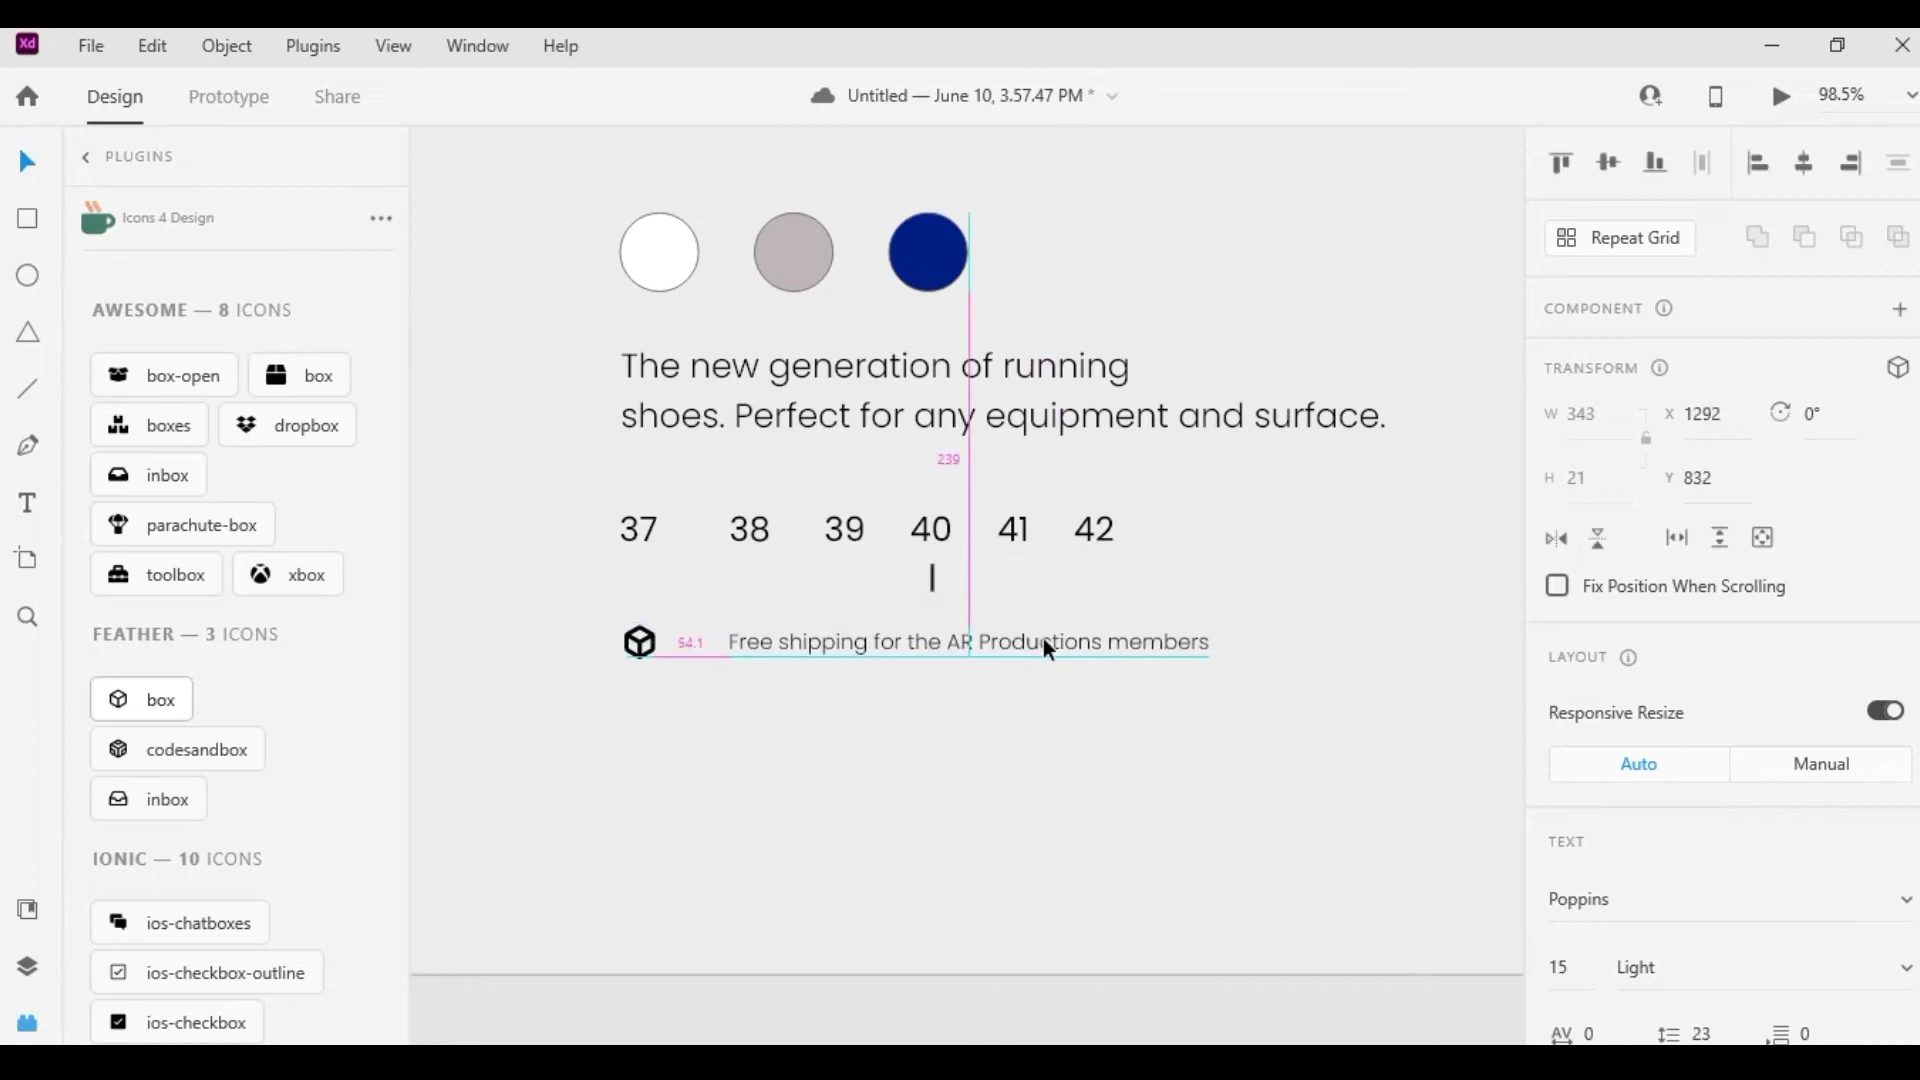 Xd File Edit Object Plugins View Window Help
Design Prototype Share Untitled — June 10, 3.57.47 PM * 98.5%
PLUGINS
Icons 4 Design
AWESOME — 8 ICONS
box-open box
boxes dropbox
inbox
parachute-box
toolbox xbox
FEATHER — 3 ICONS
box
codesandbox
inbox
IONIC — 10 ICONS
ios-chatboxes
ios-checkbox-outline
ios-checkbox
The new generation of running
shoes. Perfect for any equipment and surface.
239
37 38 39 40 41 42
54.1 Free shipping for the AR Productions members
Repeat Grid
COMPONENT
TRANSFORM
W 343 X 1292 0°
H 21 Y 832
Fix Position When Scrolling
LAYOUT
Responsive Resize
Auto Manual
TEXT
Poppins
15 Light
AV 0 23 0